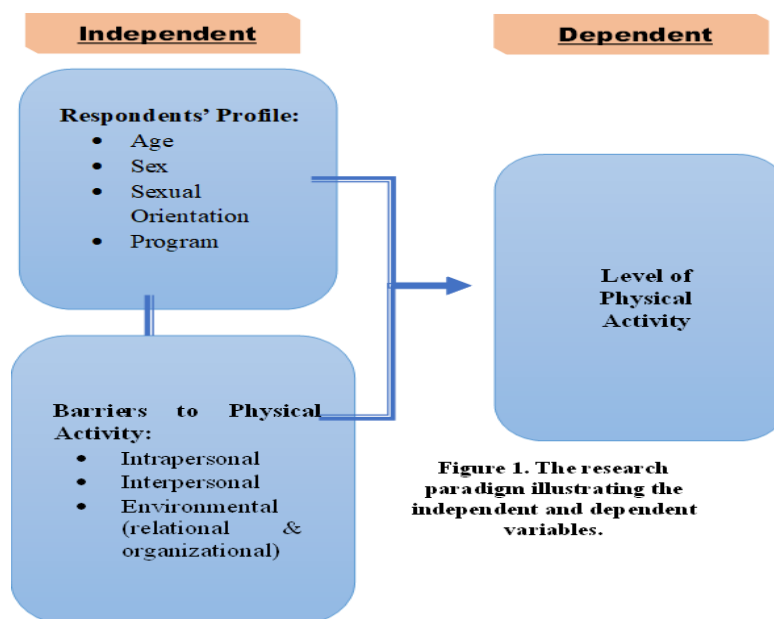 Independent
Dependent
Respondents’ Profile:
• Age
• Sex
• Sexual
Orientation
• Program
Level of
Physical
Activity
Barriers to Physical
Activity:
• Intrapersonal
• Interpersonal
• Environmental
(relational &
organizational)
Figure 1. The research
paradigm illustrating the
independent and dependent
variables.